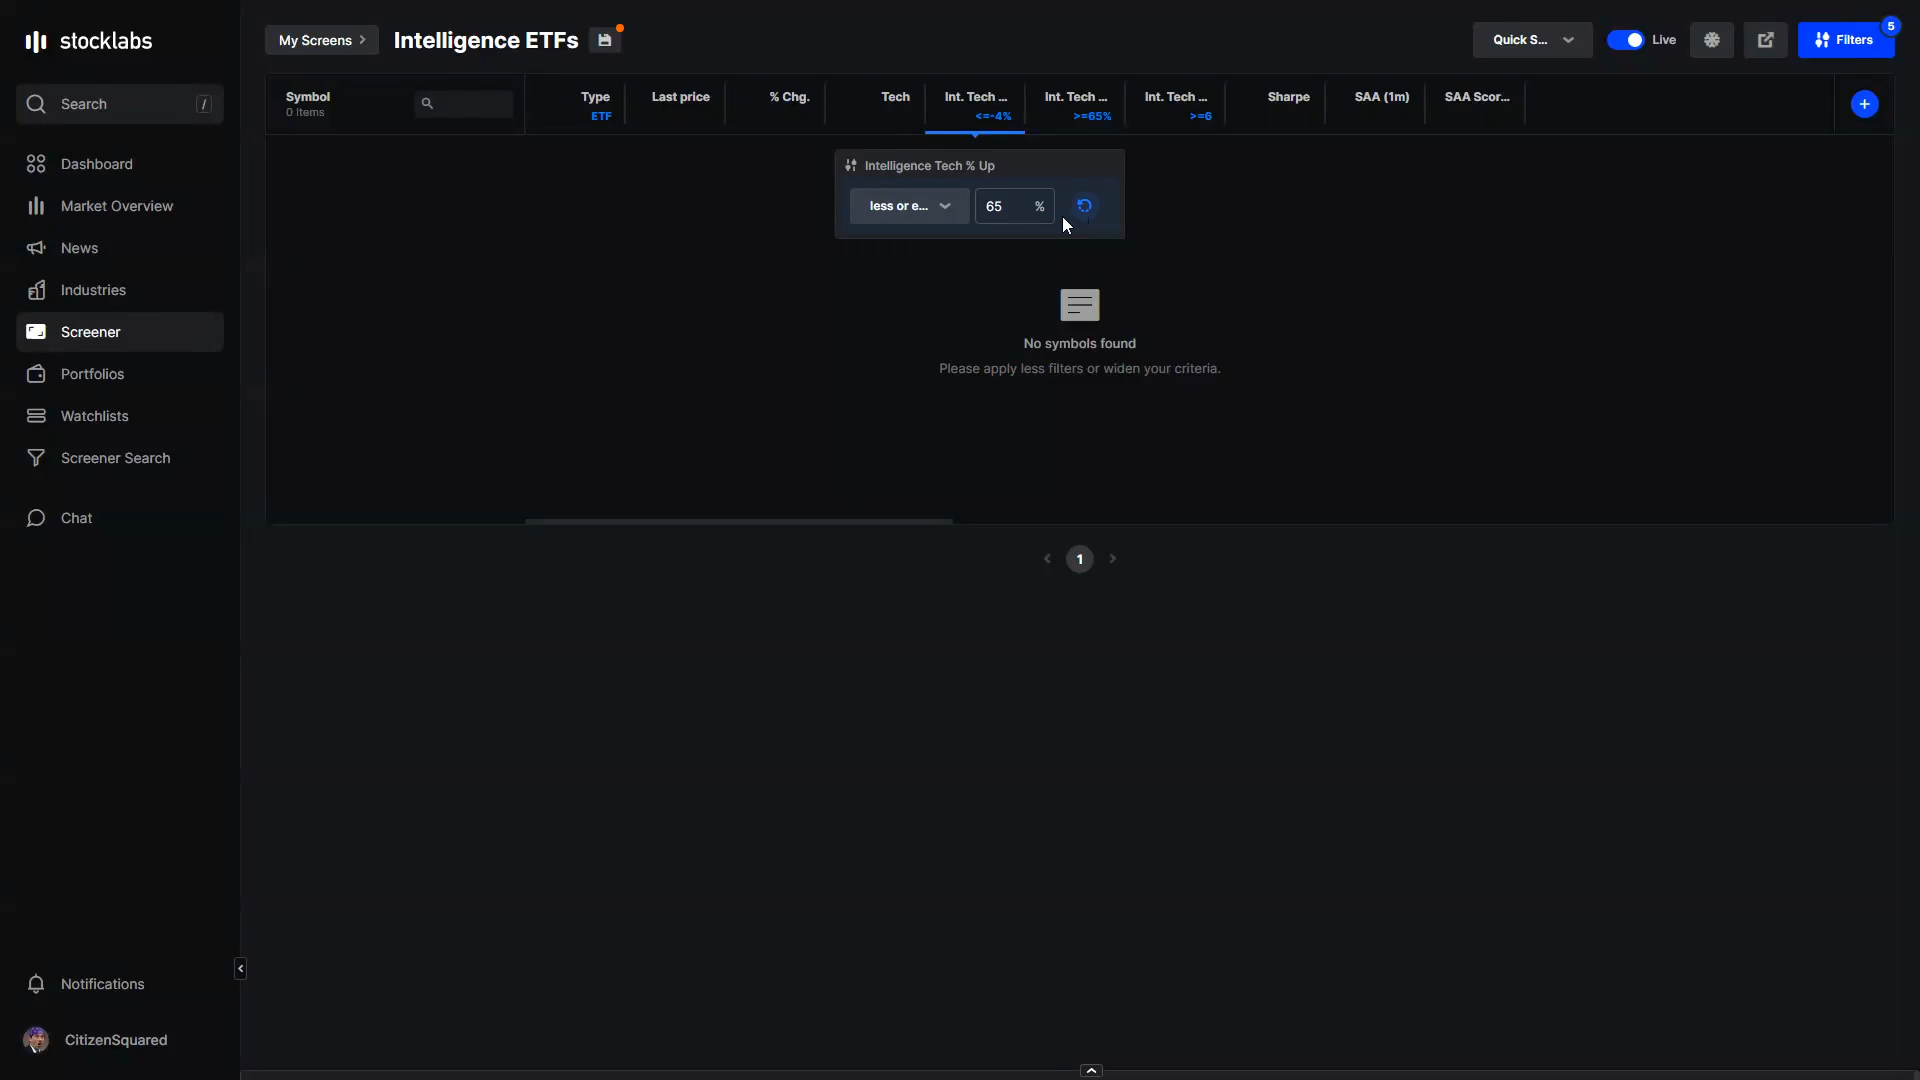 stocklabs
My Screens >
Intelligence ETFs
Quick S...
Live
Filters
5
Search
/
Symbol
0 Items
Type
ETF
Last price
% Chg.
Tech
Int. Tech ...
<=-4%
Int. Tech ...
>=65%
Int. Tech ...
>=6
Sharpe
SAA (1m)
SAA Scor...
Dashboard
Market Overview
News
Industries
Screener
Portfolios
Watchlists
Screener Search
Chat
Intelligence Tech % Up
less or e...
65 %
No symbols found
Please apply less filters or widen your criteria.
1
Notifications
CitizenSquared